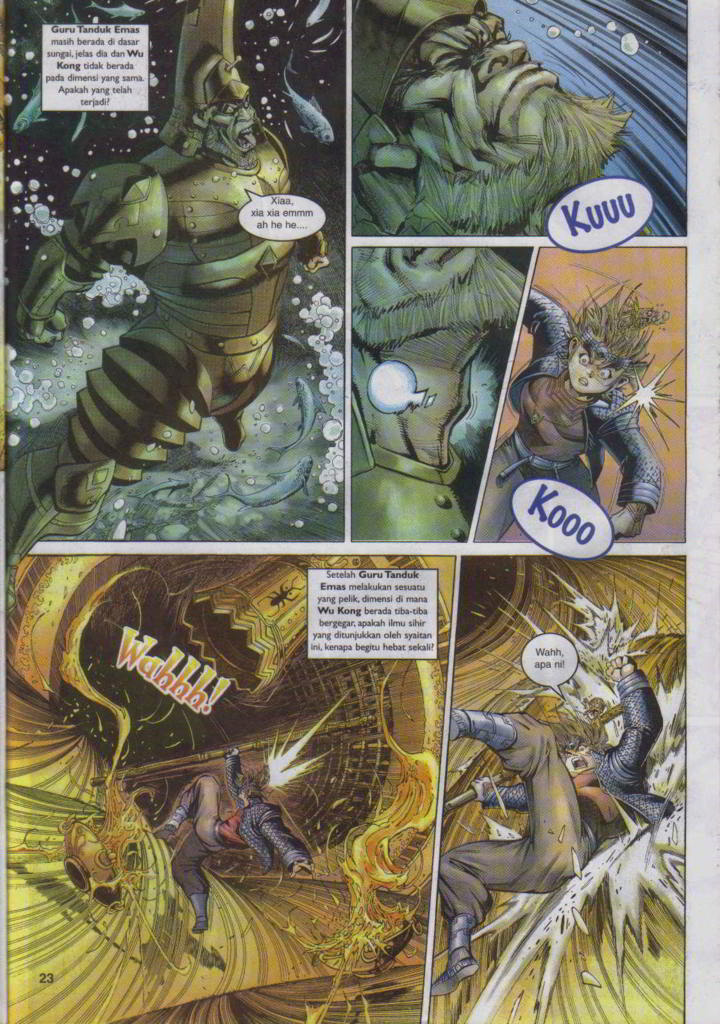 Guru Tanduk Emas
masih berada di dasar
sungai, jelas dia dan Wu
Kong tidak berada
pada dimensi yang sama.
Apakah yang telah
terjadi?
Xiaa,
xia xia emmm
ah he he....
KUUU
KOOO
Setelah Guru Tanduk
Emas melakukan sesuatu
yang pelik, dimensi di mana
Wu Kong berada tiba-tiba
bergegar, apakah ilmu sihir
yang ditunjukkan oleh syaitan
ini, kenapa begitu hebat sekali?
Wahhh!
Wahh,
apa ni!
23